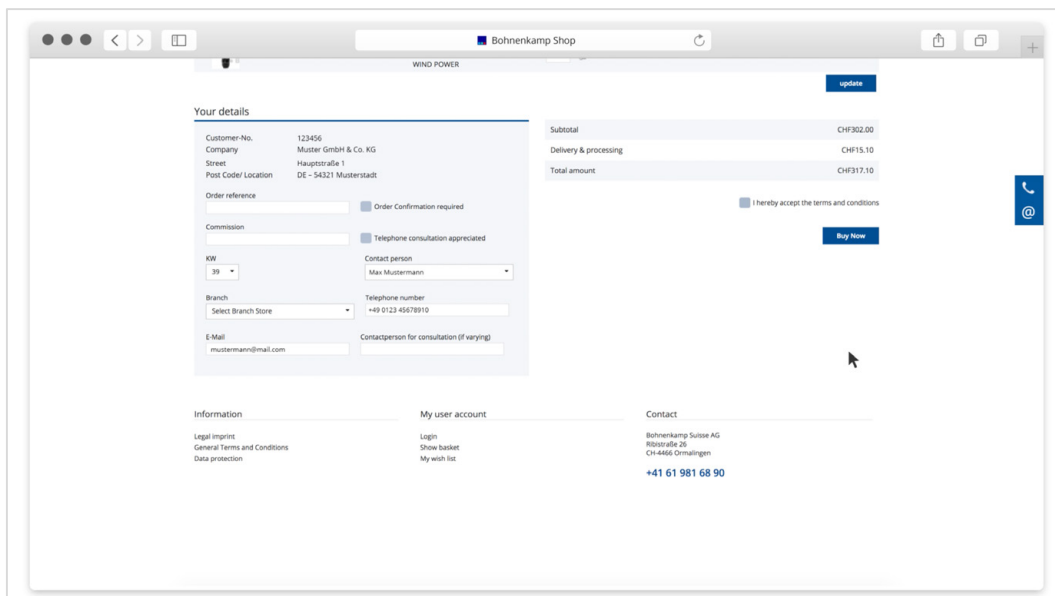 Bohnenkamp Shop
WIND POWER
update
Your details
Customer-No. 123456
Company Muster GmbH & Co. KG
Street Hauptstraße 1
Post Code/ Location DE – 54321 Musterstadt
Order reference
Order Confirmation required
Commission
Telephone consultation appreciated
KW
39
Contact person
Max Mustermann
Branch
Select Branch Store
Telephone number
+49 0123 45678910
E-Mail
mustermann@mail.com
Contactperson for consultation (if varying)
Subtotal CHF302.00
Delivery & processing CHF15.10
Total amount CHF317.10
I hereby accept the terms and conditions
Buy Now
@
Information
Legal imprint
General Terms and Conditions
Data protection
My user account
Login
Show basket
My wish list
Contact
Bohnenkamp Suisse AG
Ribistraße 26
CH-4466 Ormalingen
+41 61 981 68 90